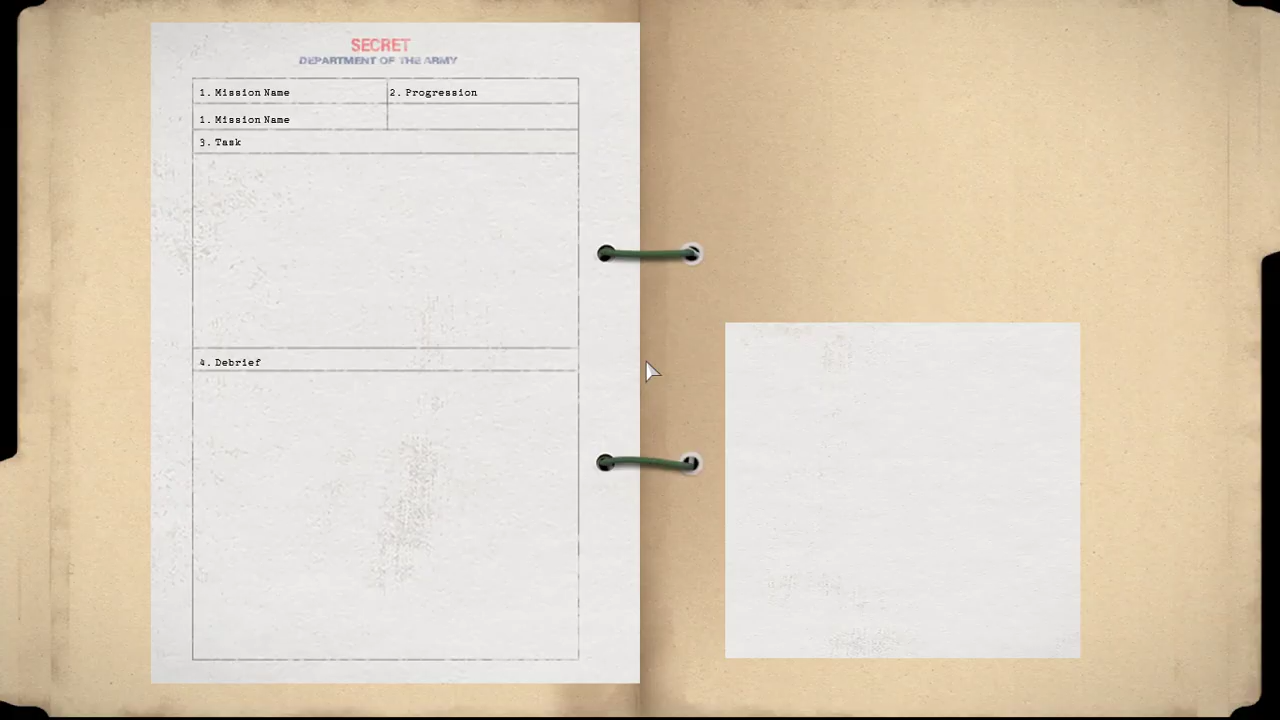 SECRET
DEPARTMENT OF THE ARMY
1. Mission Name
2. Progression
1. Mission Name
3. Task
4. Debrief